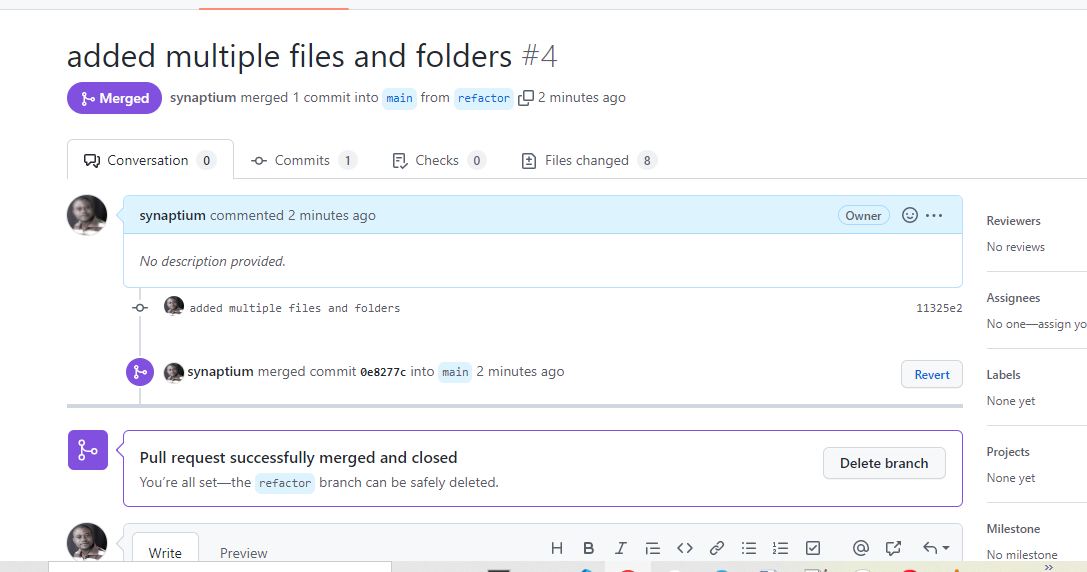 added multiple files and folders #4
Merged synaptium merged 1 commit into main from refactor 2 minutes ago
Conversation 0 Commits 1 Checks 0 Files changed 8
synaptium commented 2 minutes ago Owner
No description provided.
added multiple files and folders 11325e2
synaptium merged commit 0e8277c into main 2 minutes ago Revert
Pull request successfully merged and closed
You're all set—the refactor branch can be safely deleted.
Delete branch
Write Preview
Reviewers
No reviews
Assignees
No one—assign yo
Labels
None yet
Projects
None yet
Milestone
No milestone